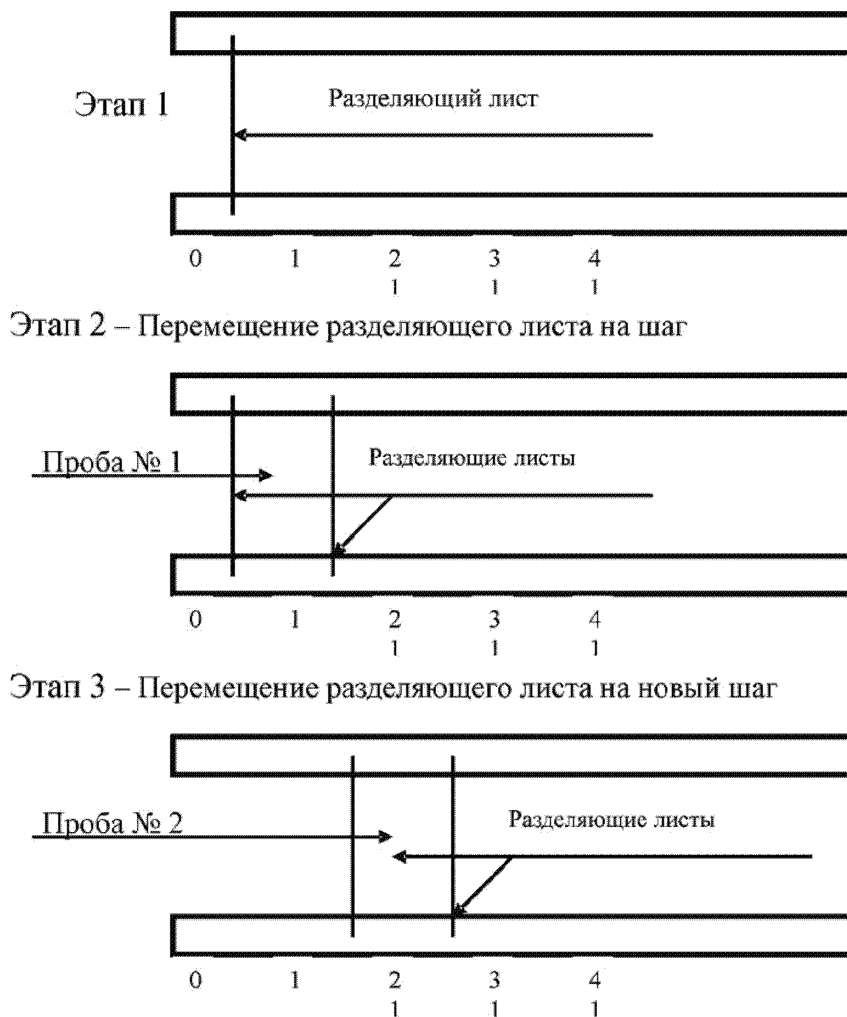 Разделяющий лист
Этап 1
0 1 2 3 4
1 1 1
Этап 2 – Перемещение разделяющего листа на шаг
Разделяющие листы
Проба № 1
0 1 2 3 4
1 1 1
Этап 3 – Перемещение разделяющего листа на новый шаг
Разделяющие листы
Проба № 2
0 1 2 3 4
1 1 1